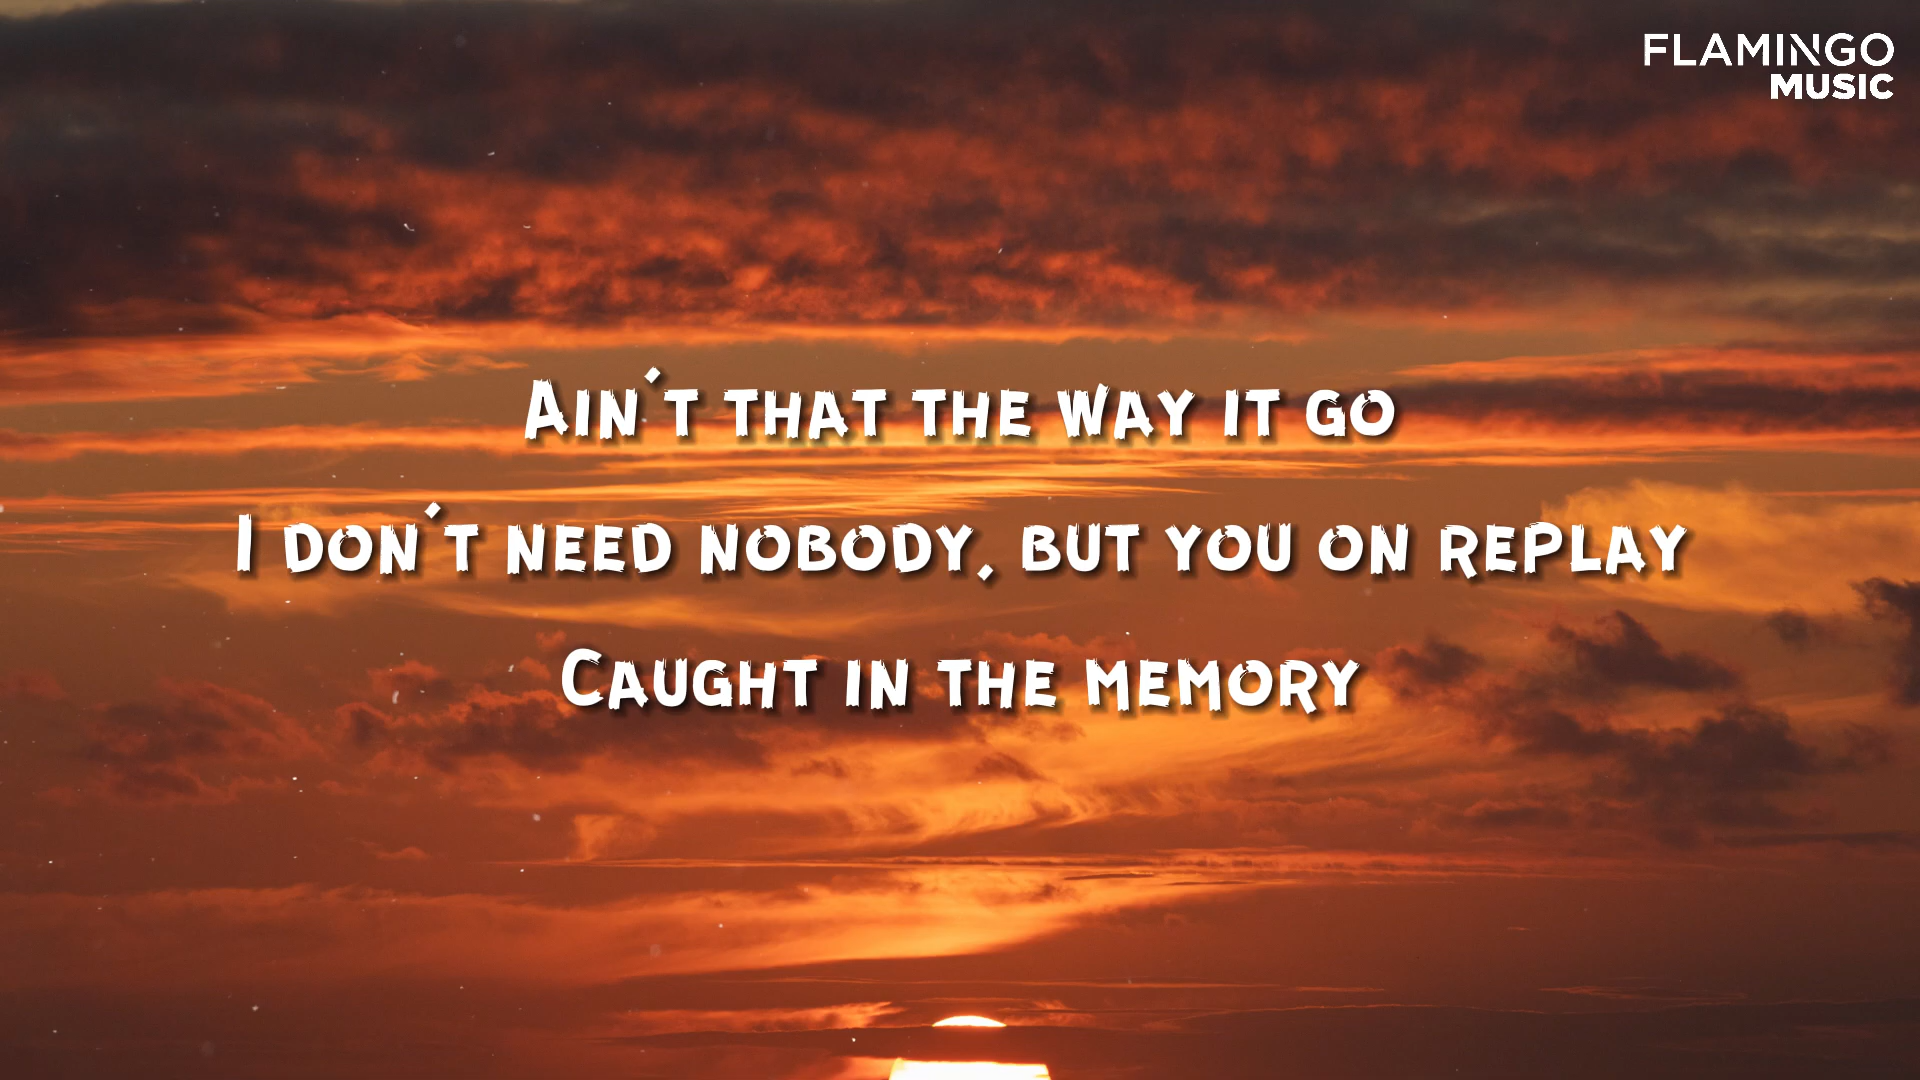 FLAMINGO
MUSIC
Ain't that the way it go
I don't need nobody, but you on replay
Caught in the memory